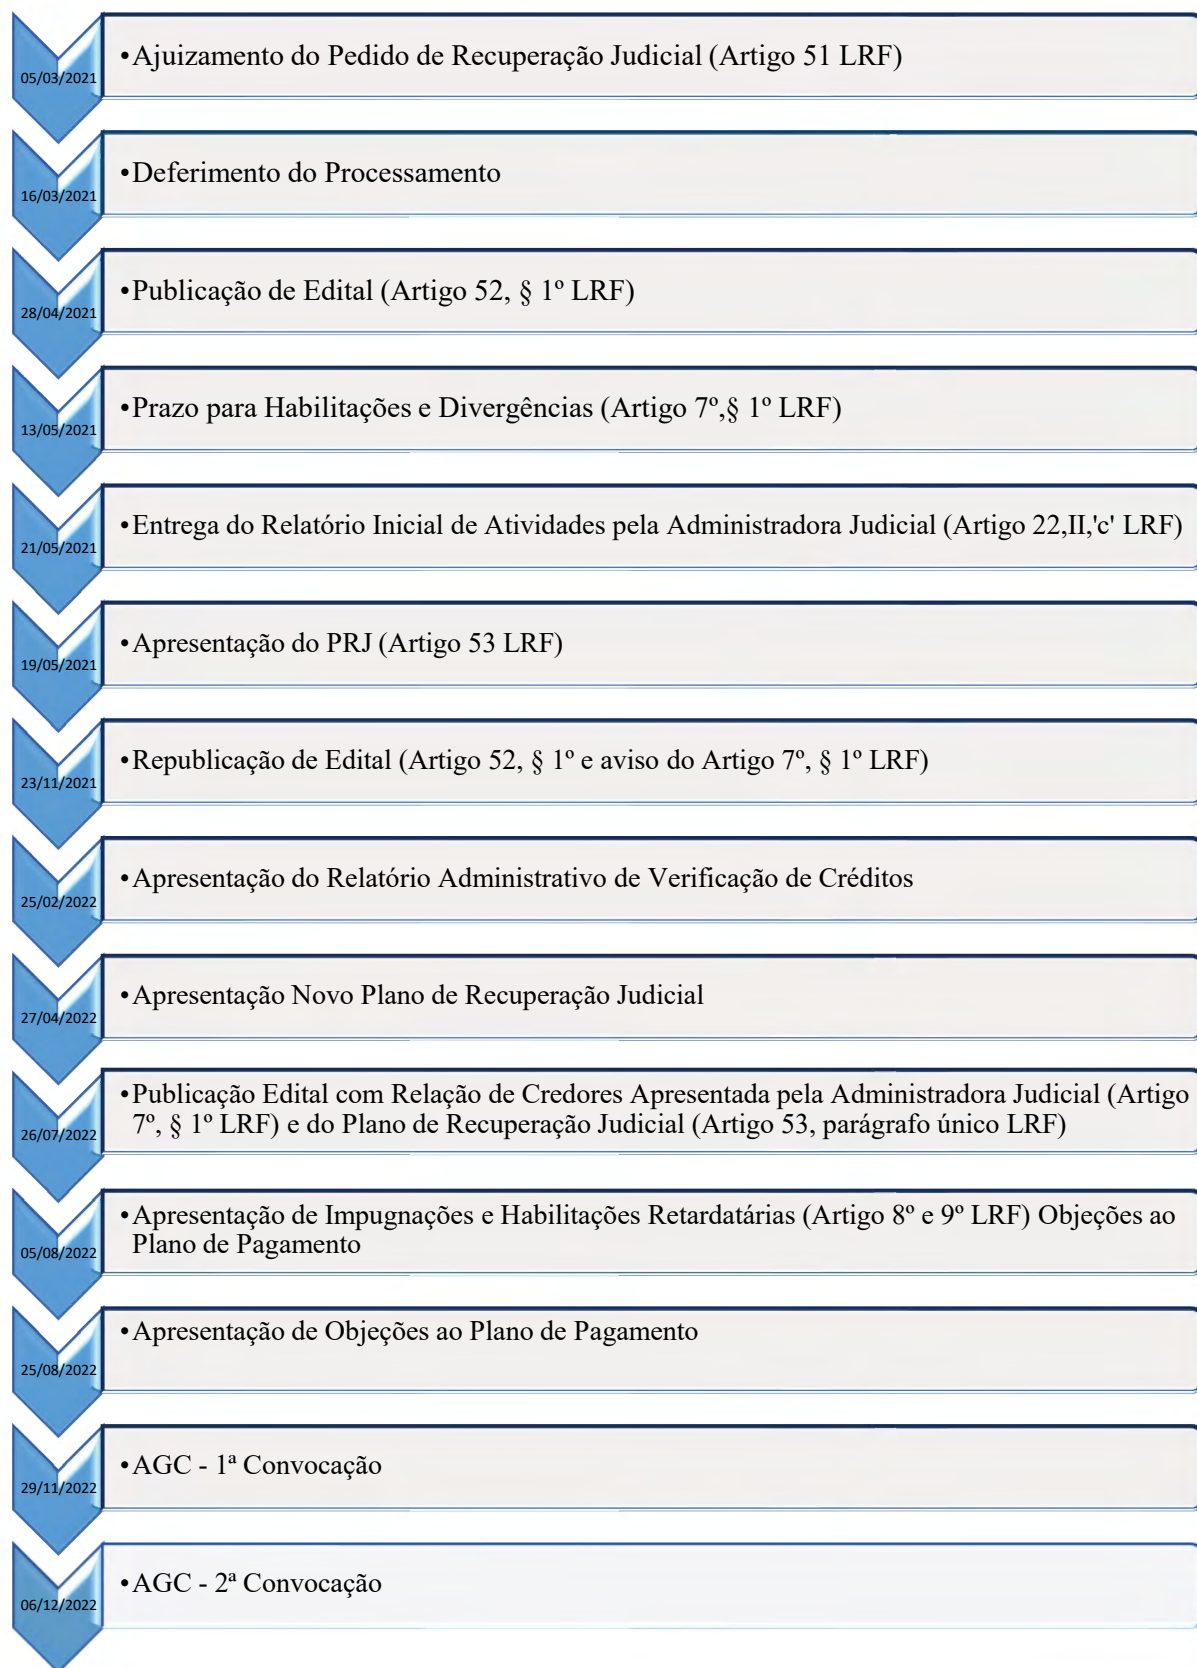 05/03/2021
•Ajuizamento do Pedido de Recuperação Judicial (Artigo 51 LRF)
16/03/2021
•Deferimento do Processamento
28/04/2021
•Publicação de Edital (Artigo 52, § 1º LRF)
13/05/2021
•Prazo para Habilitações e Divergências (Artigo 7º,§ 1º LRF)
21/05/2021
•Entrega do Relatório Inicial de Atividades pela Administradora Judicial (Artigo 22,II,'c' LRF)
19/05/2021
•Apresentação do PRJ (Artigo 53 LRF)
23/11/2021
•Republicação de Edital (Artigo 52, § 1º e aviso do Artigo 7º, § 1º LRF)
25/02/2022
•Apresentação do Relatório Administrativo de Verificação de Créditos
27/04/2022
•Apresentação Novo Plano de Recuperação Judicial
26/07/2022
•Publicação Edital com Relação de Credores Apresentada pela Administradora Judicial (Artigo
7º, § 1º LRF) e do Plano de Recuperação Judicial (Artigo 53, parágrafo único LRF)
05/08/2022
•Apresentação de Impugnações e Habilitações Retardatárias (Artigo 8º e 9º LRF) Objeções ao
Plano de Pagamento
25/08/2022
•Apresentação de Objeções ao Plano de Pagamento
29/11/2022
•AGC - 1ª Convocação
06/12/2022
•AGC - 2ª Convocação